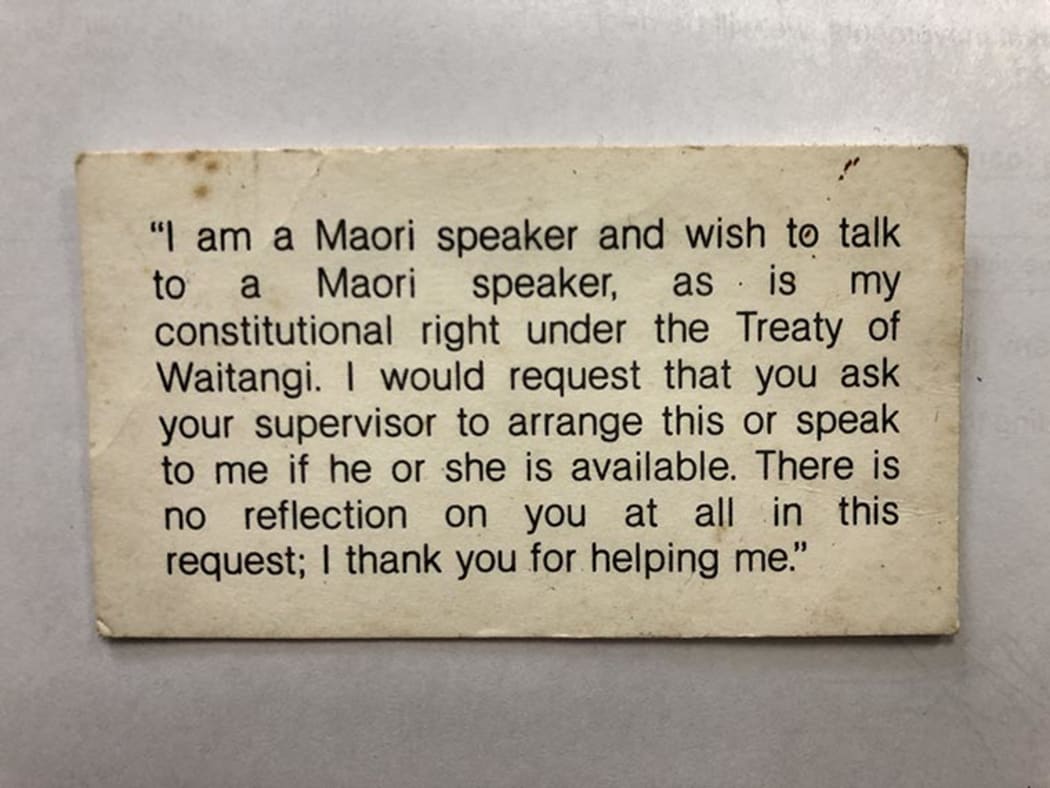 “I am a Maori speaker and wish to talk
to a Maori speaker, as is my
constitutional right under the Treaty of
Waitangi. I would request that you ask
your supervisor to arrange this or speak
to me if he or she is available. There is
no reflection on you at all in this
request; I thank you for helping me.”